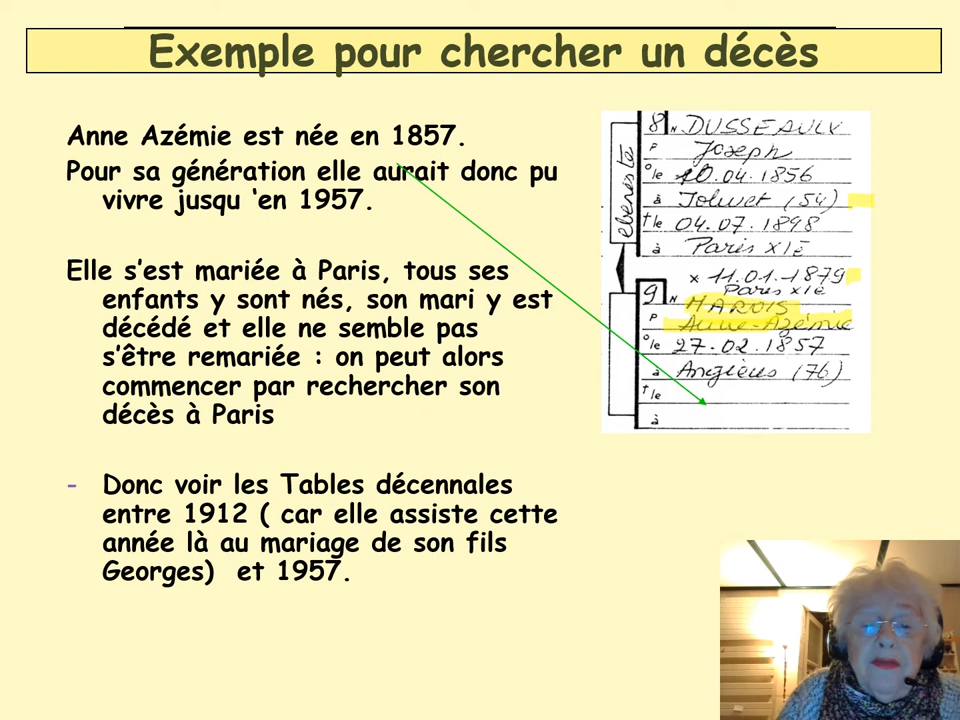 Exemple pour chercher un décès
Anne Azémie est née en 1857.
Pour sa génération elle aurait donc pu
vivre jusqu ‘en 1957.
Elle s’est mariée à Paris, tous ses
enfants y sont nés, son mari y est
décédé et elle ne semble pas
s’être remariée : on peut alors
commencer par rechercher son
décès à Paris
- Donc voir les Tables décennales
entre 1912 ( car elle assiste cette
année là au mariage de son fils
Georges) et 1957.
8 N DUSSEAULX
P Joseph
° le 10.04.1856
à Jolivet (54)
† le 04.07.1898
à Paris XIE
x 11.01.1879
Paris XIE
ebeniste
9 N MAROIS
P Anne-Azémie
° le 27.02.1857
à Angiens (76)
† le
à